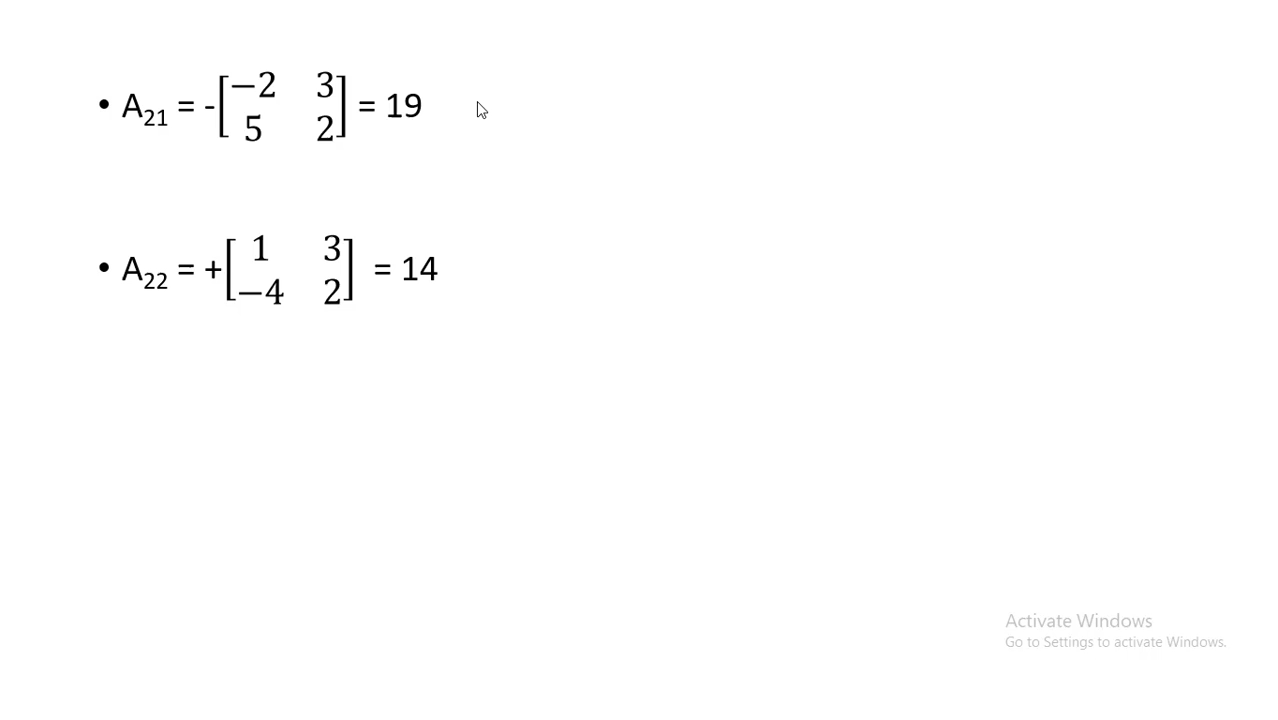 • A₂₁ = -[−2 3; 5 2] = 19
• A₂₂ = +[1 3; −4 2] = 14
Activate Windows
Go to Settings to activate Windows.